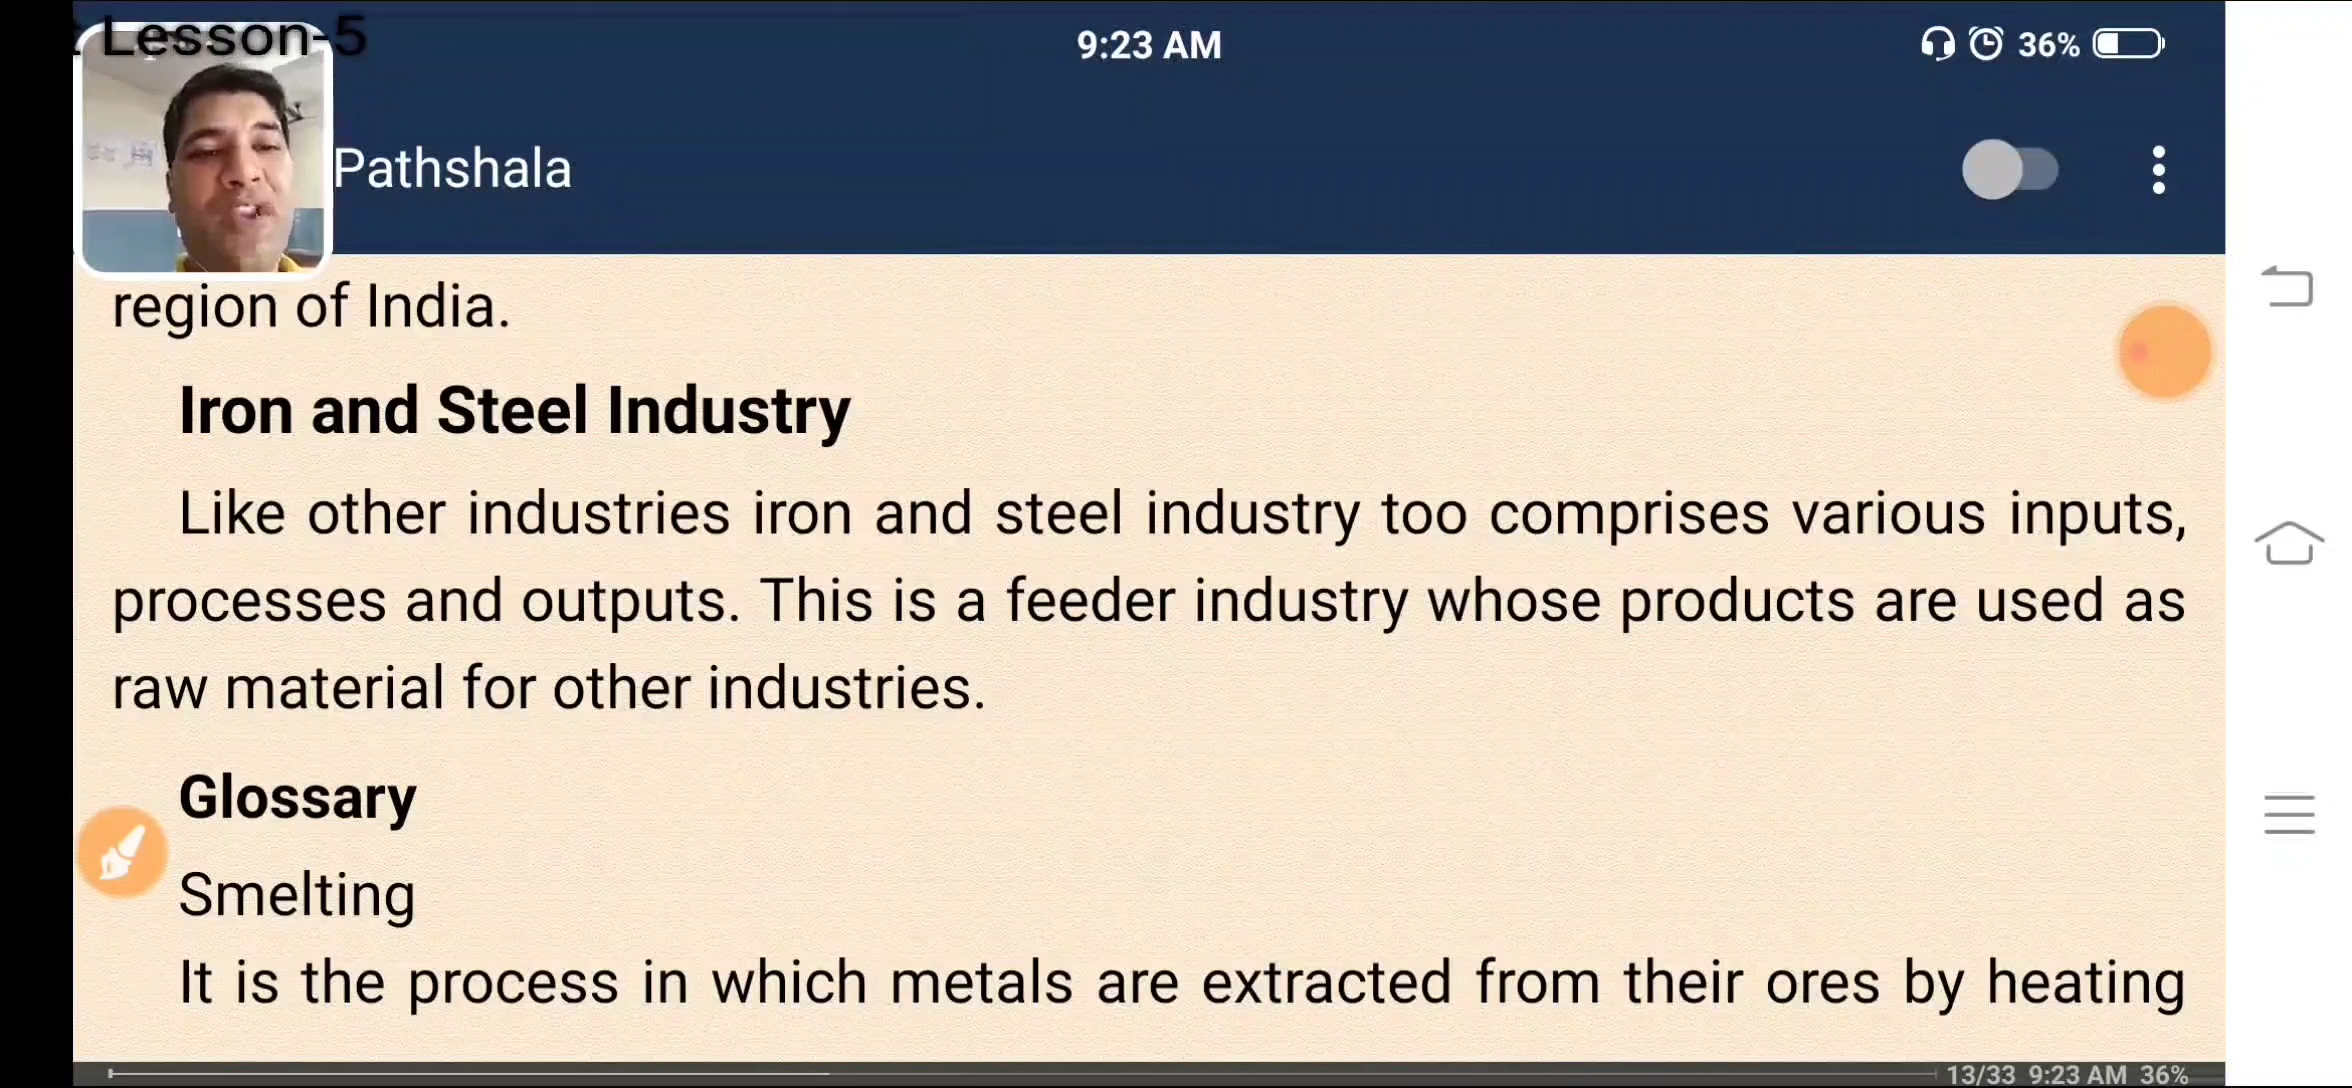 Lesson-5
9:23 AM
36%
Pathshala
region of India.
Iron and Steel Industry
Like other industries iron and steel industry too comprises various inputs,
processes and outputs. This is a feeder industry whose products are used as
raw material for other industries.
Glossary
Smelting
It is the process in which metals are extracted from their ores by heating
13/33 9:23 AM 36%